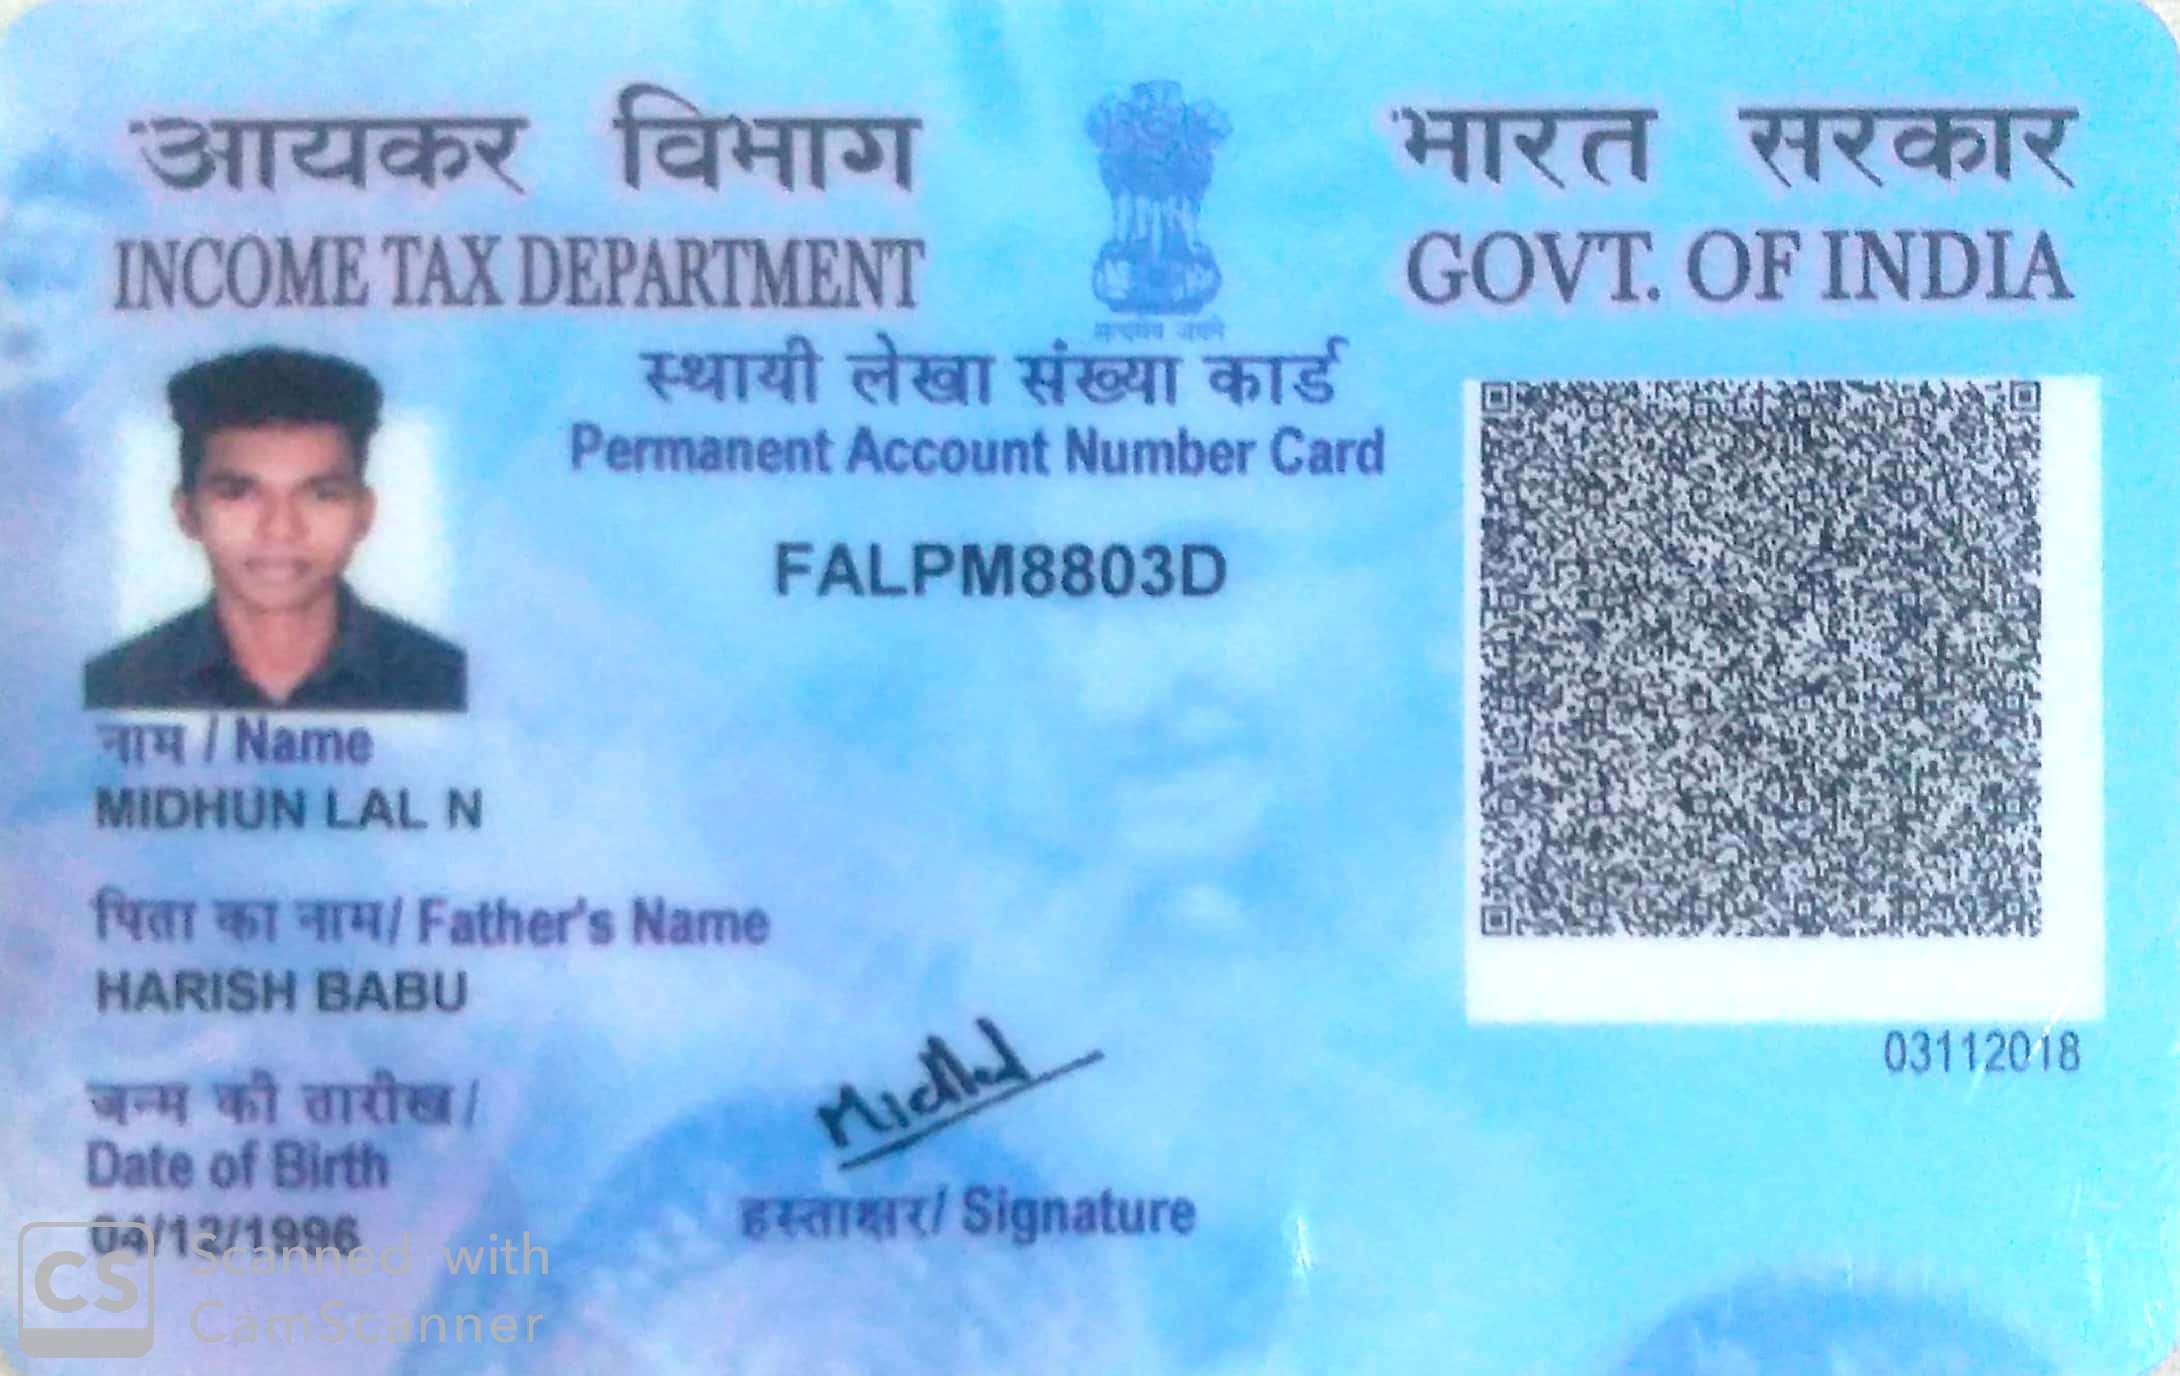 आयकर विभाग
INCOME TAX DEPARTMENT
भारत सरकार
GOVT. OF INDIA
सत्यमेव जयते
स्थायी लेखा संख्या कार्ड
Permanent Account Number Card
FALPM8803D
नाम / Name
MIDHUN LAL N
पिता का नाम/ Father's Name
HARISH BABU
जन्म की तारीख/
Date of Birth
04/12/1996
Midhul
हस्ताक्षर/ Signature
03112018
CS Scanned with
CamScanner